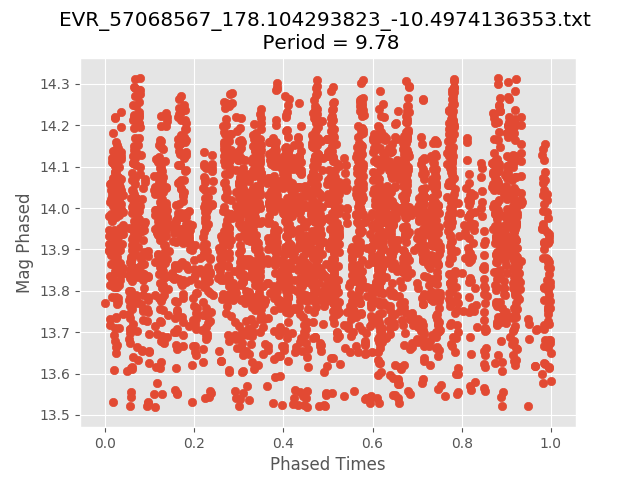 EVR_57068567_178.104293823_-10.4974136353.txt
Period = 9.78
14.3
14.2
14.1
14.0
13.9
13.8
13.7
13.6
13.5
Mag Phased
0.0 0.2 0.4 0.6 0.8 1.0
Phased Times